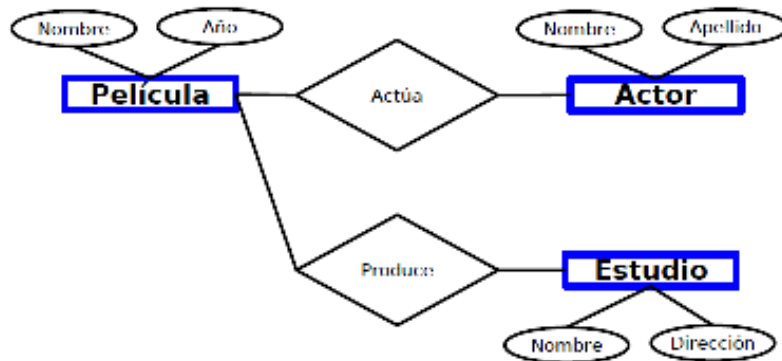 Nombre
Año
Nombre
Apellido
Película
Actúa
Actor
Produce
Estudio
Nombre
Dirección